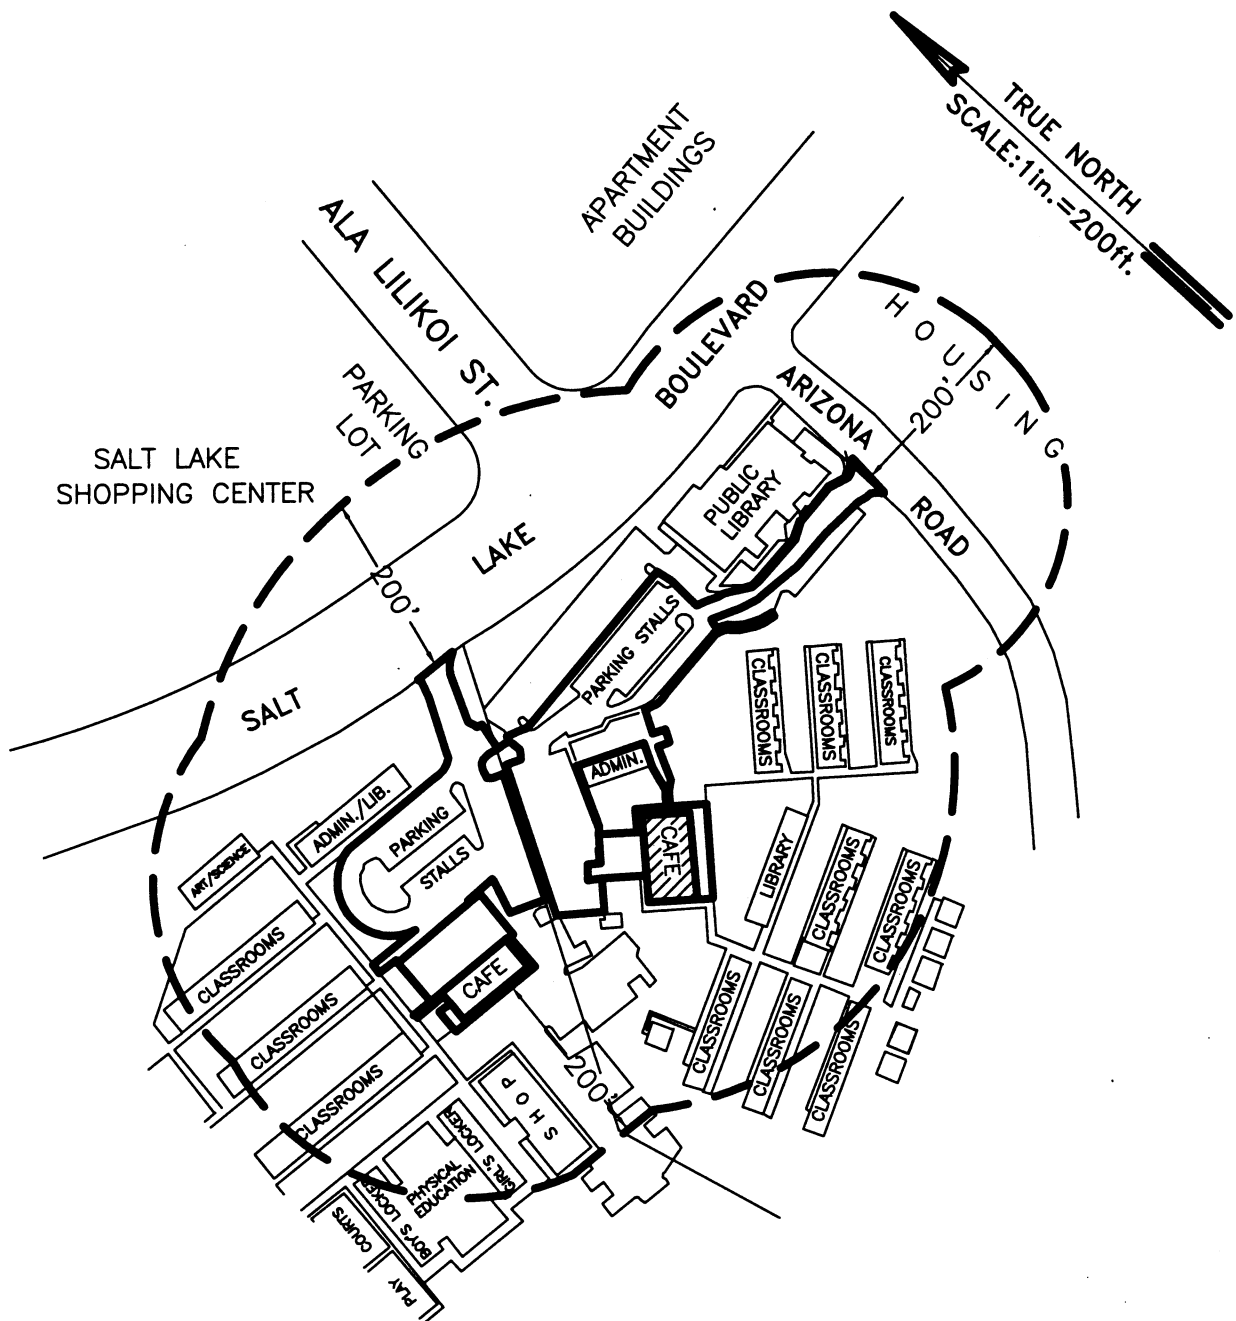 TRUE NORTH
SCALE:1in.=200ft.
APARTMENT
BUILDINGS
ALA LILIKOI ST.
BOULEVARD
HOUSING
200'
ARIZONA
ROAD
PARKING
LOT
SALT LAKE
SHOPPING CENTER
PUBLIC
LIBRARY
LAKE
200'
SALT
PARKING STALLS
CLASSROOMS
CLASSROOMS
CLASSROOMS
ADMIN.
ADMIN./LIB.
PARKING
STALLS
CAFE
ART/SCIENCE
LIBRARY
CLASSROOMS
CLASSROOMS
CLASSROOMS
CAFE
CLASSROOMS
CLASSROOMS
CLASSROOMS
CLASSROOMS
CLASSROOMS
200'
SHOP
GIRL'S LOCKER
PHYSICAL
EDUCATION
BOY'S LOCKER
COURTS
PLAY